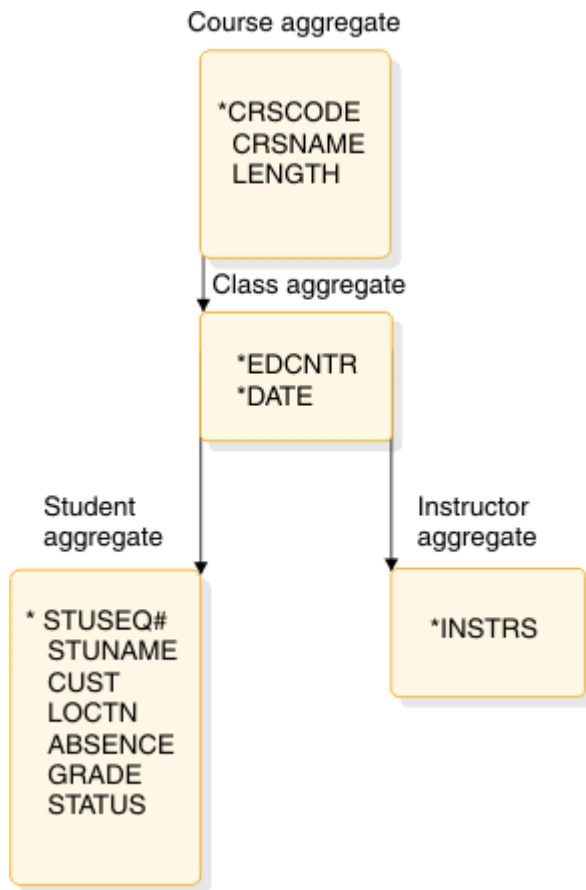 Course aggregate
*CRSCODE
CRSNAME
LENGTH
Class aggregate
*EDCNTR
*DATE
Student
aggregate
* STUSEQ#
STUNAME
CUST
LOCTN
ABSENCE
GRADE
STATUS
Instructor
aggregate
*INSTRS